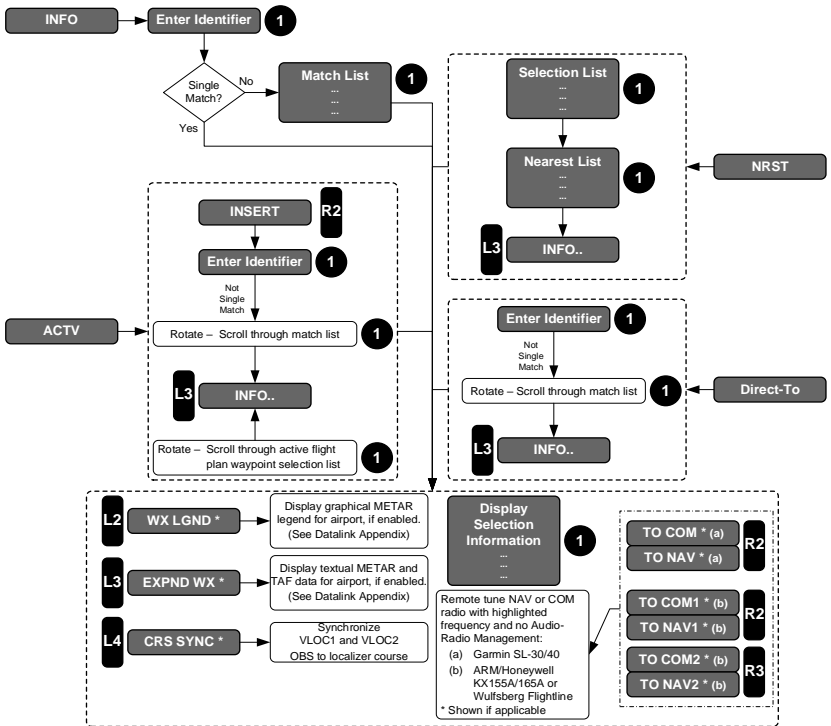 INFO
Enter Identifier
1
Single
Match?
No
Yes
Match List
...
...
...
1
Selection List
...
...
...
1
Nearest List
...
...
...
1
L3
INFO..
NRST
INSERT
R2
Enter Identifier
1
Not
Single
Match
ACTV
Rotate – Scroll through match list
1
L3
INFO..
Rotate – Scroll through active flight
plan waypoint selection list
1
Enter Identifier
1
Not
Single
Match
Rotate – Scroll through match list
1
Direct-To
L3
INFO..
L2
WX LGND *
Display graphical METAR
legend for airport, if enabled.
(See Datalink Appendix)
L3
EXPND WX *
Display textual METAR and
TAF data for airport, if enabled.
(See Datalink Appendix)
L4
CRS SYNC *
Synchronize
VLOC1 and VLOC2
OBS to localizer course
Display
Selection
Information
...
...
...
1
Remote tune NAV or COM
radio with highlighted
frequency and no Audio-
Radio Management:
(a) Garmin SL-30/40
(b) ARM/Honeywell
KX155A/165A or
Wulfsberg Flightline
* Shown if applicable
TO COM * (a)
TO NAV * (a)
R2
TO COM1 * (b)
TO NAV1 * (b)
R2
TO COM2 * (b)
TO NAV2 * (b)
R3